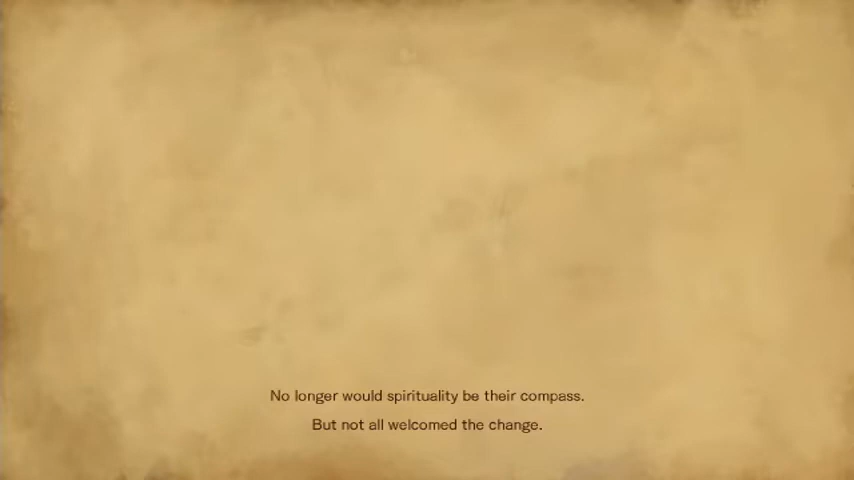 No longer would spirituality be their compass.
But not all welcomed the change.